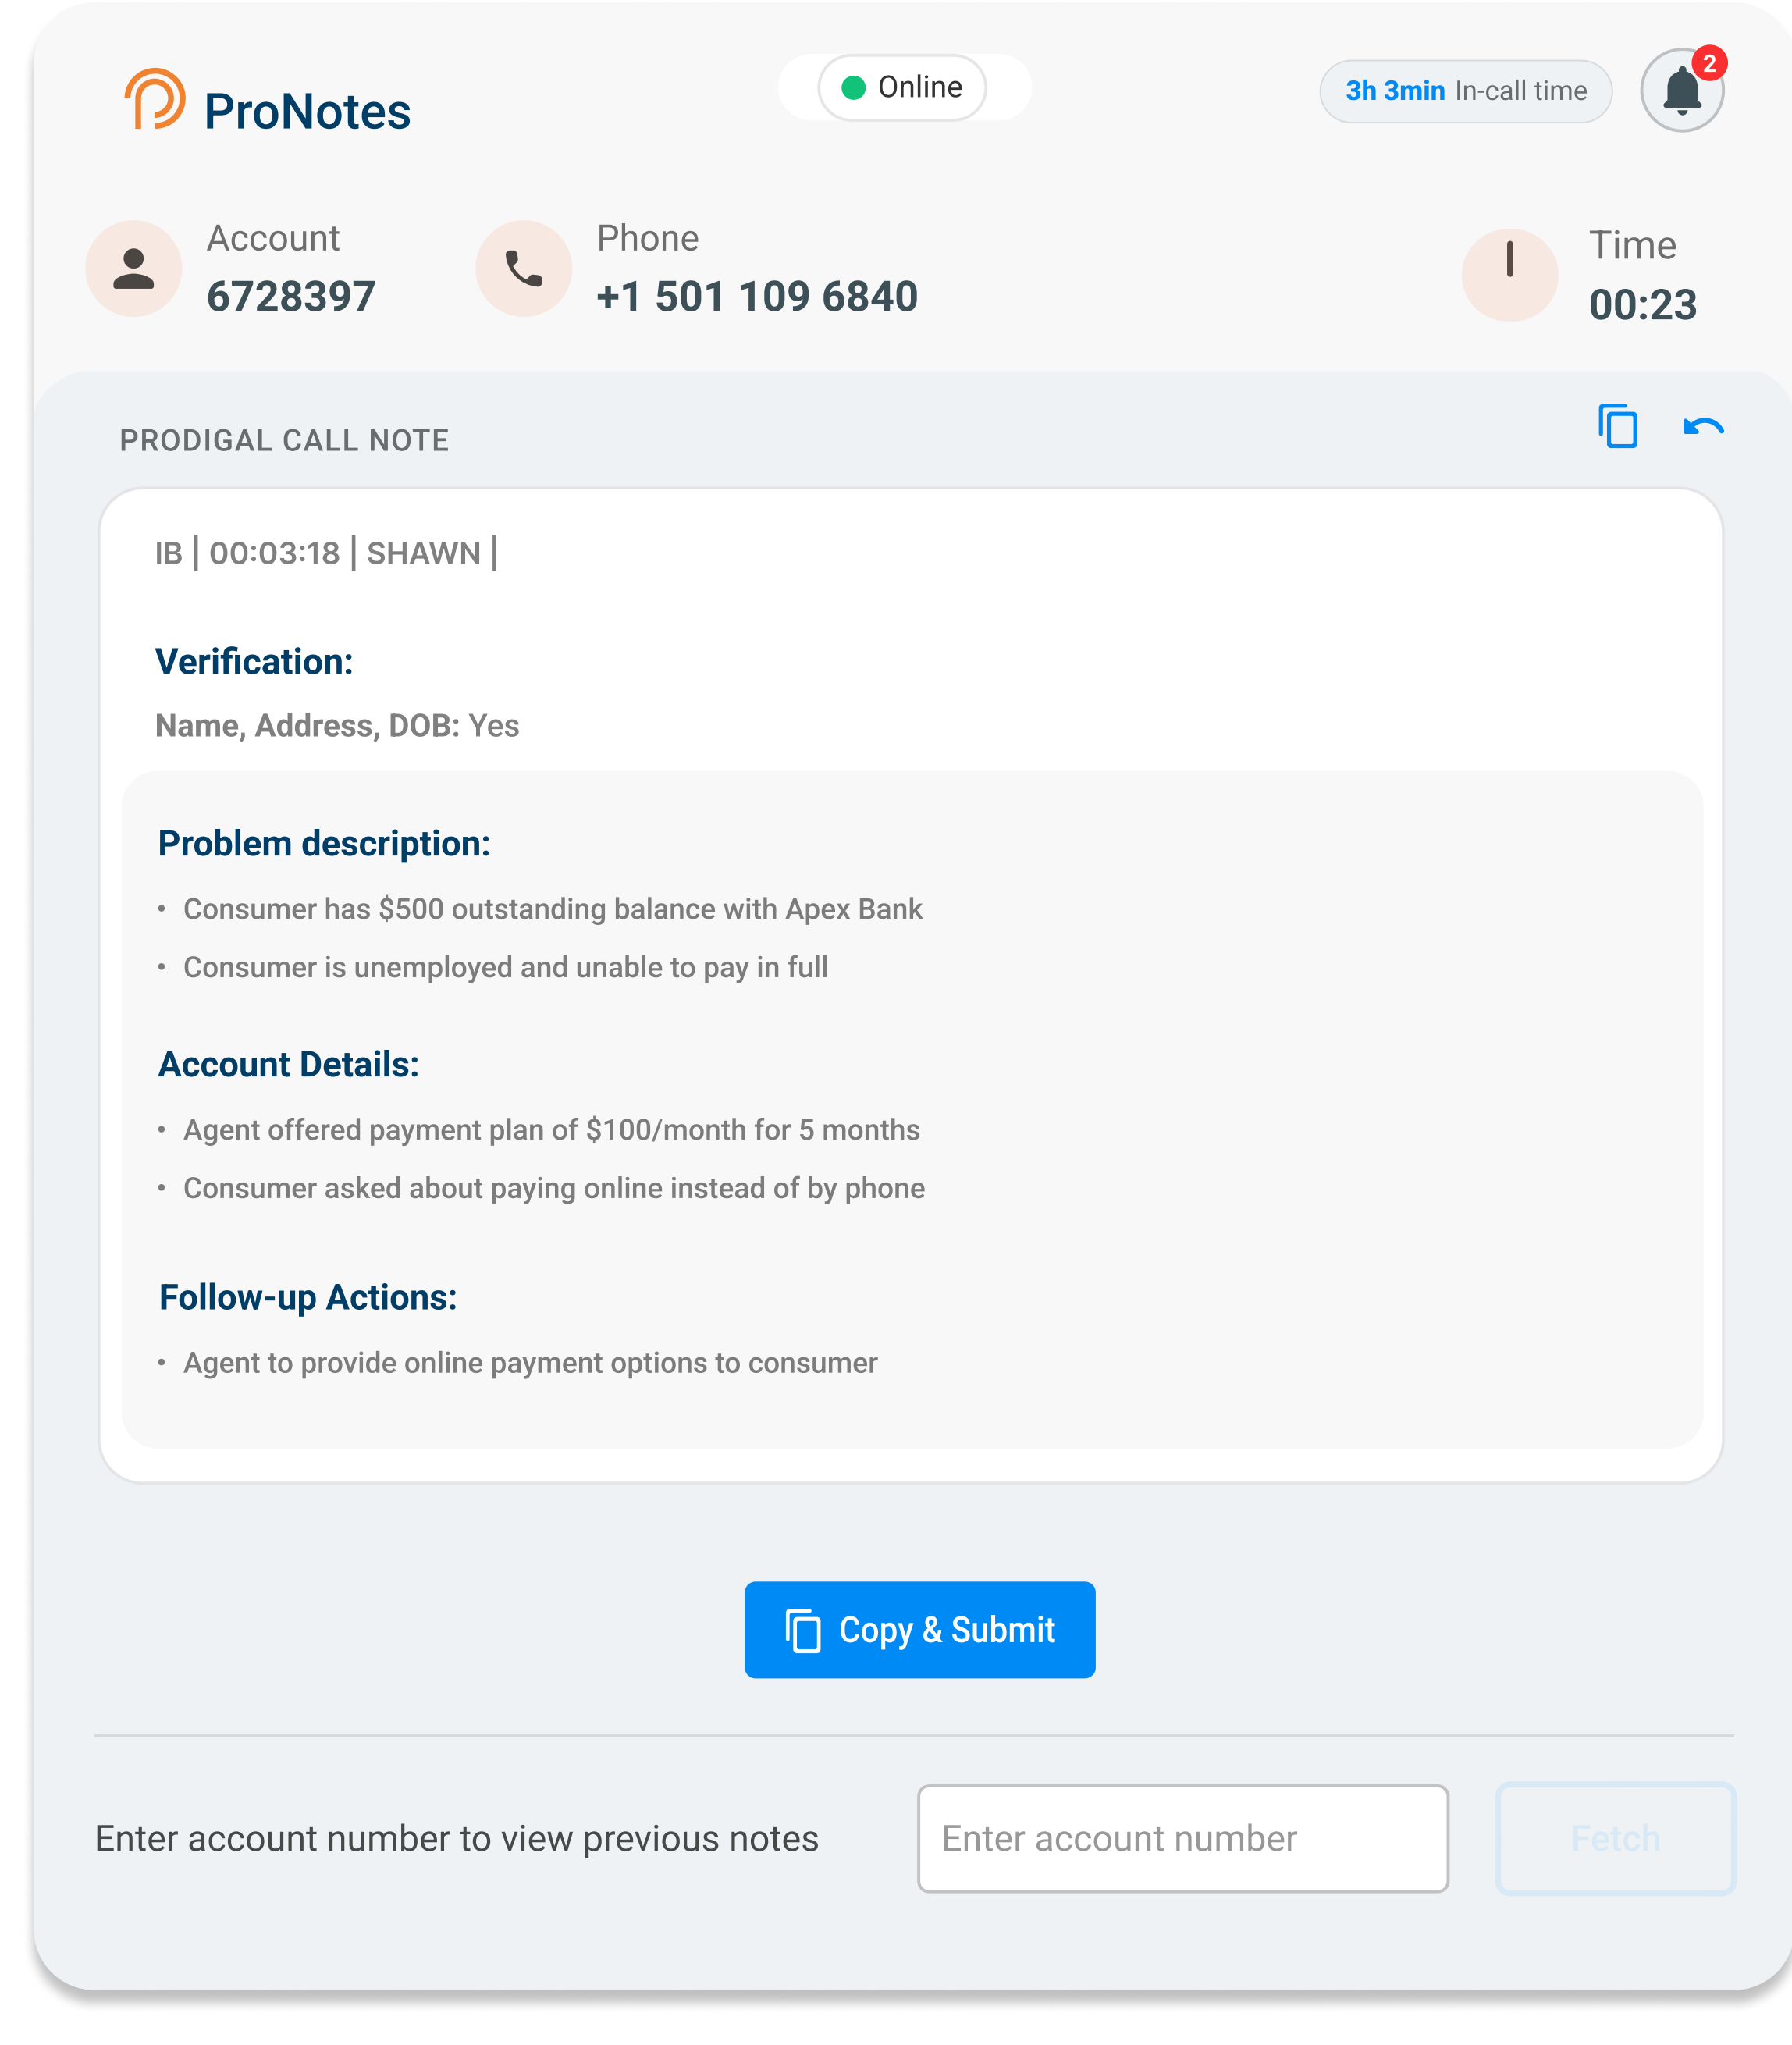 ProNotes
Online
3h 3min In-call time
2
Account
6728397
Phone
+1 501 109 6840
Time
00:23
PRODIGAL CALL NOTE
IB | 00:03:18 | SHAWN |
Verification:
Name, Address, DOB: Yes
Problem description:
• Consumer has $500 outstanding balance with Apex Bank
• Consumer is unemployed and unable to pay in full
Account Details:
• Agent offered payment plan of $100/month for 5 months
• Consumer asked about paying online instead of by phone
Follow-up Actions:
• Agent to provide online payment options to consumer
Copy & Submit
Enter account number to view previous notes
Enter account number
Fetch